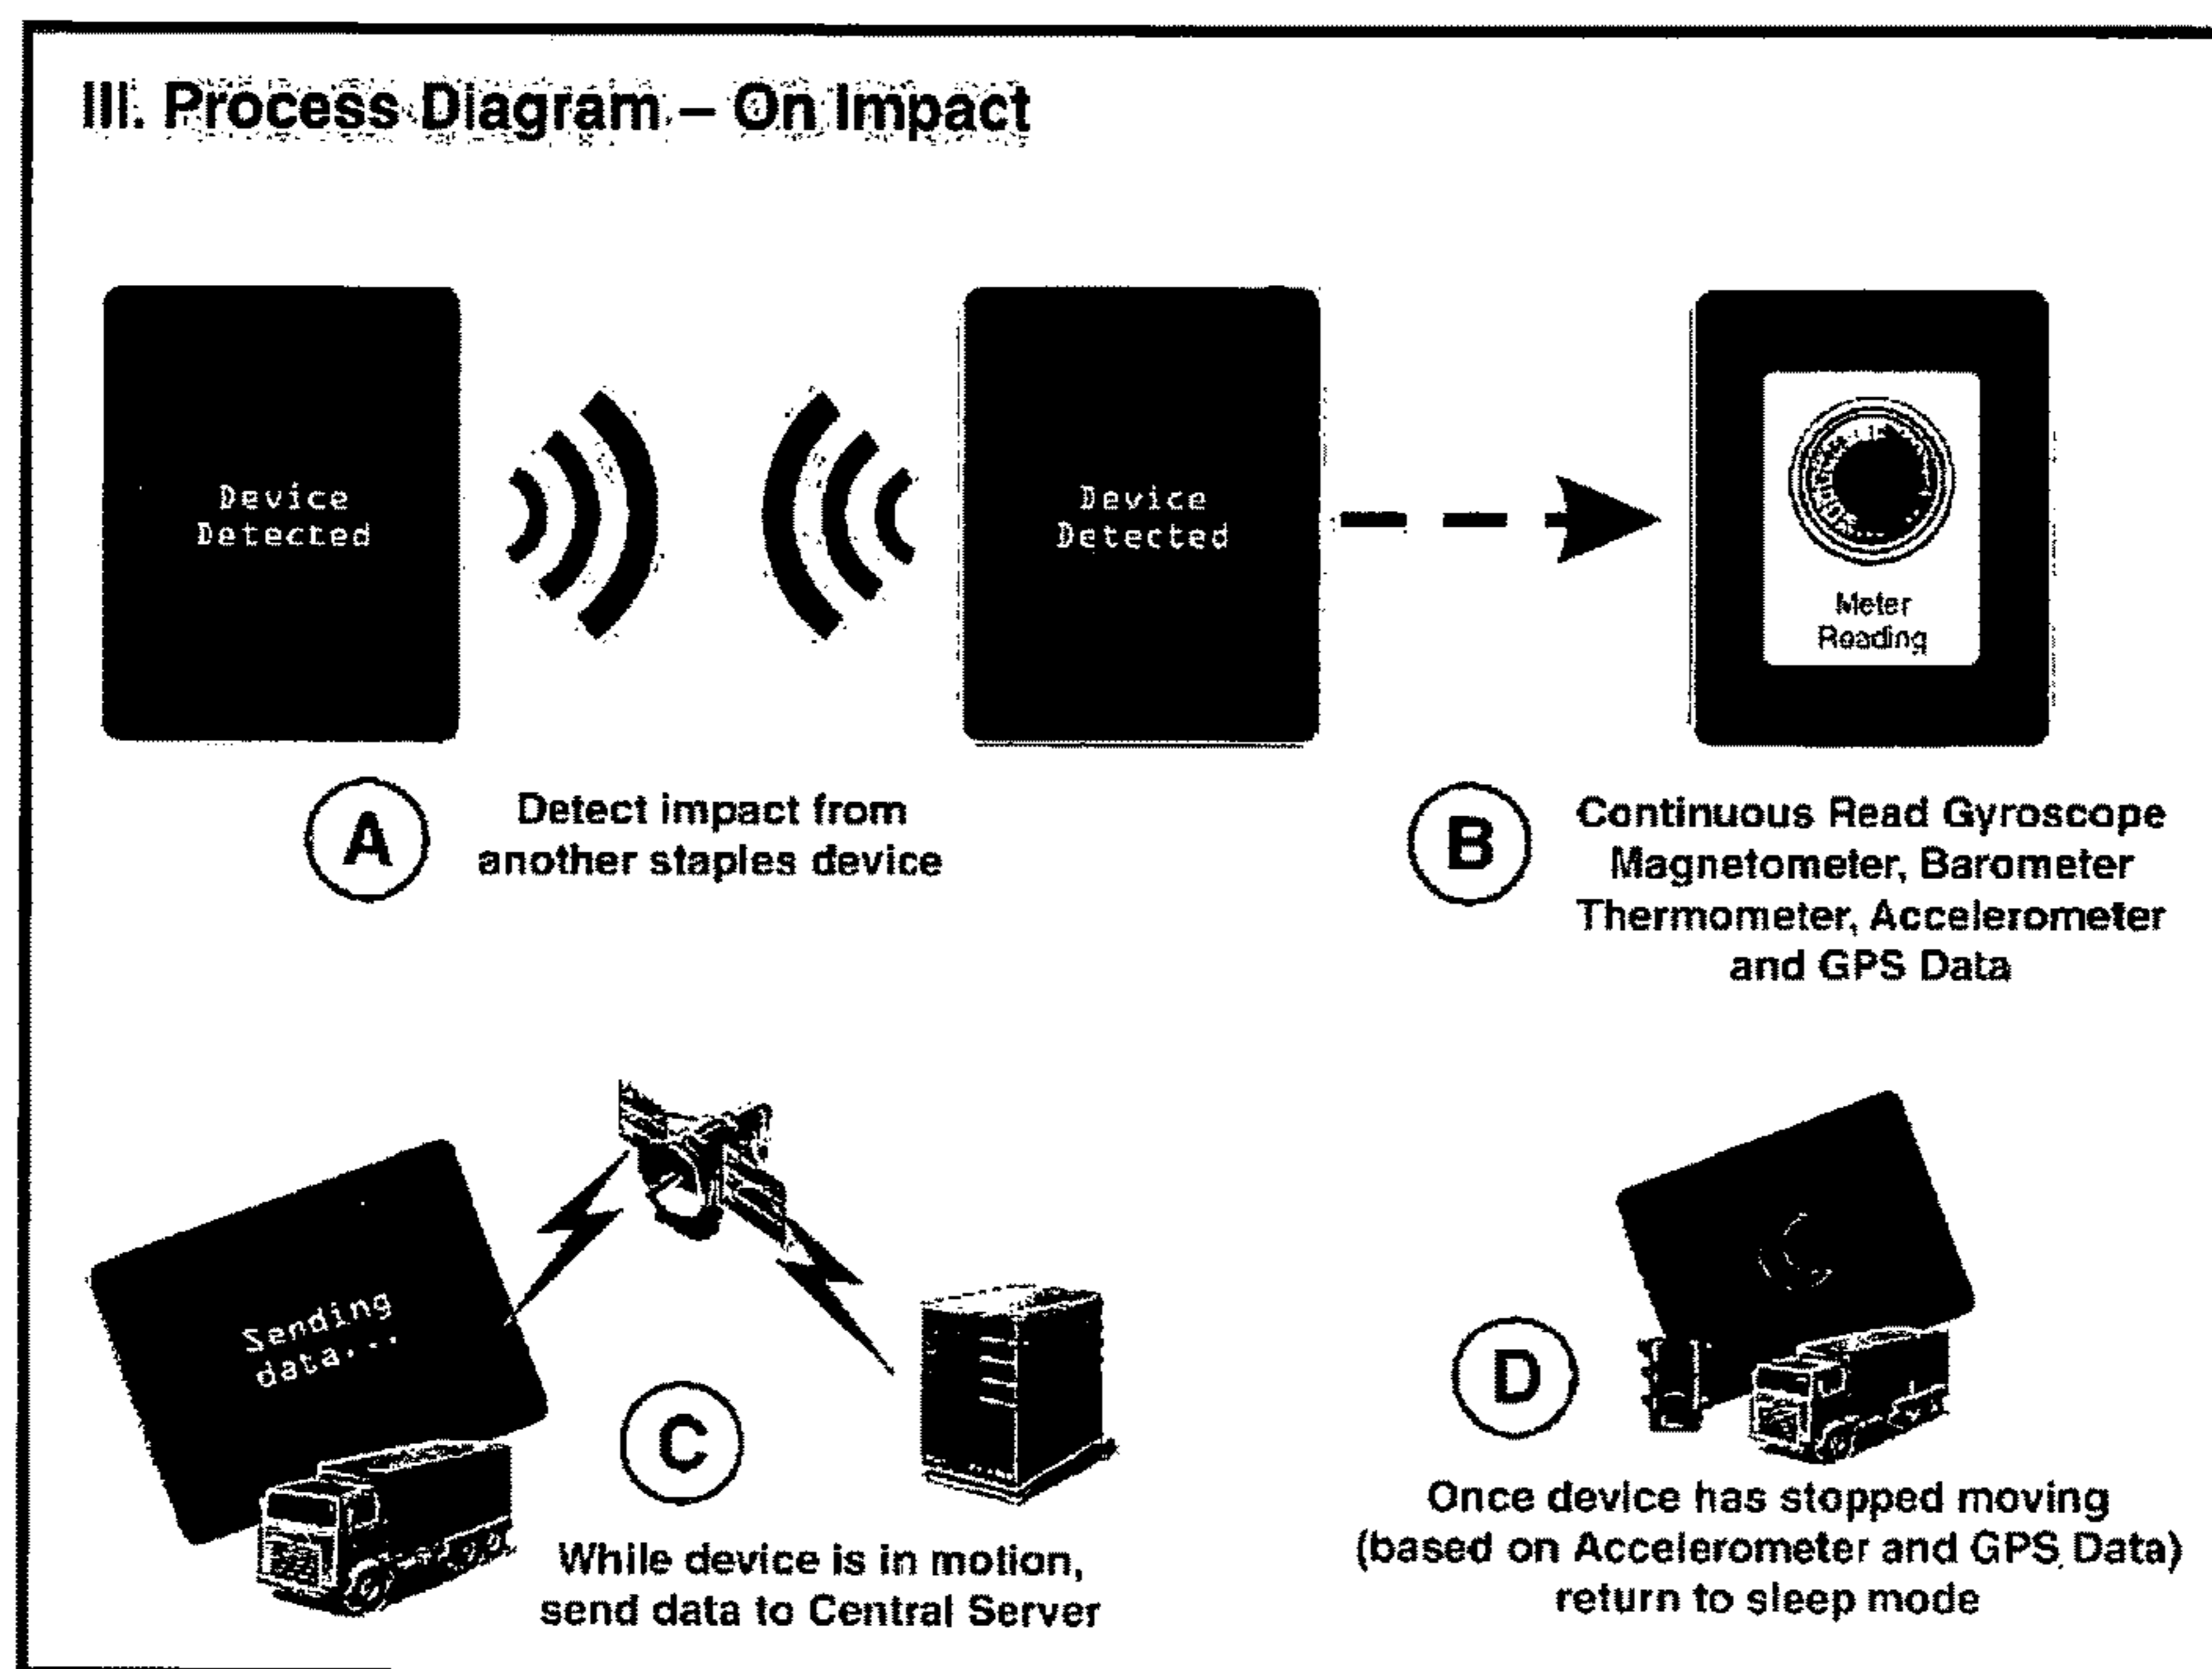 III. Process Diagram – On Impact
Device
Detected
Device
Detected
Meter
Reading
A
Detect impact from
another staples device
B
Continuous Read Gyroscope
Magnetometer, Barometer
Thermometer, Accelerometer
and GPS Data
Sending
data...
C
While device is in motion,
send data to Central Server
D
Once device has stopped moving
(based on Accelerometer and GPS Data)
return to sleep mode